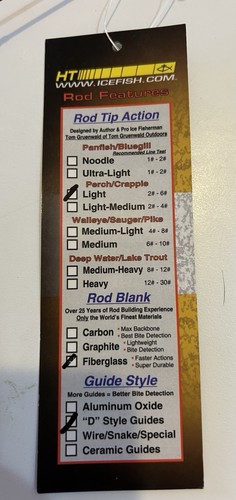 HT
WWW.ICEFISH.COM
Rod Features
Rod Tip Action
Designed by Author & Pro Ice Fisherman
Tom Gruenwald of Tom Gruenwald Outdoors
Panfish/Bluegill
Recommended Line Test
Noodle 1# - 2#
Ultra-Light 1# - 2#
Perch/Crappie
Light 2# - 6#
Light-Medium 2# - 4#
Walleye/Sauger/Pike
Medium-Light 4# - 8#
Medium 6# - 10#
Deep Water/Lake Trout
Medium-Heavy 8# - 12#
Heavy 12# - 30#
Rod Blank
Over 25 Years of Rod Building Experience
Only the World's Finest Materials
Carbon • Max Backbone
• Best Bite Detection
Graphite • Lightweight
• Bite Detection
Fiberglass • Faster Actions
• Super Durable
Guide Style
More Guides = Better Bite Detection
Aluminum Oxide
"D" Style Guides
Wire/Snake/Special
Ceramic Guides